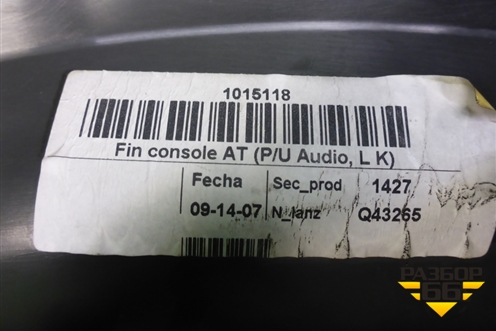 1015118
Fin console AT (P/U Audio, L K)
Fecha Sec_prod 1427
09-14-07 N_lanz Q43265
РАЗБОР
66